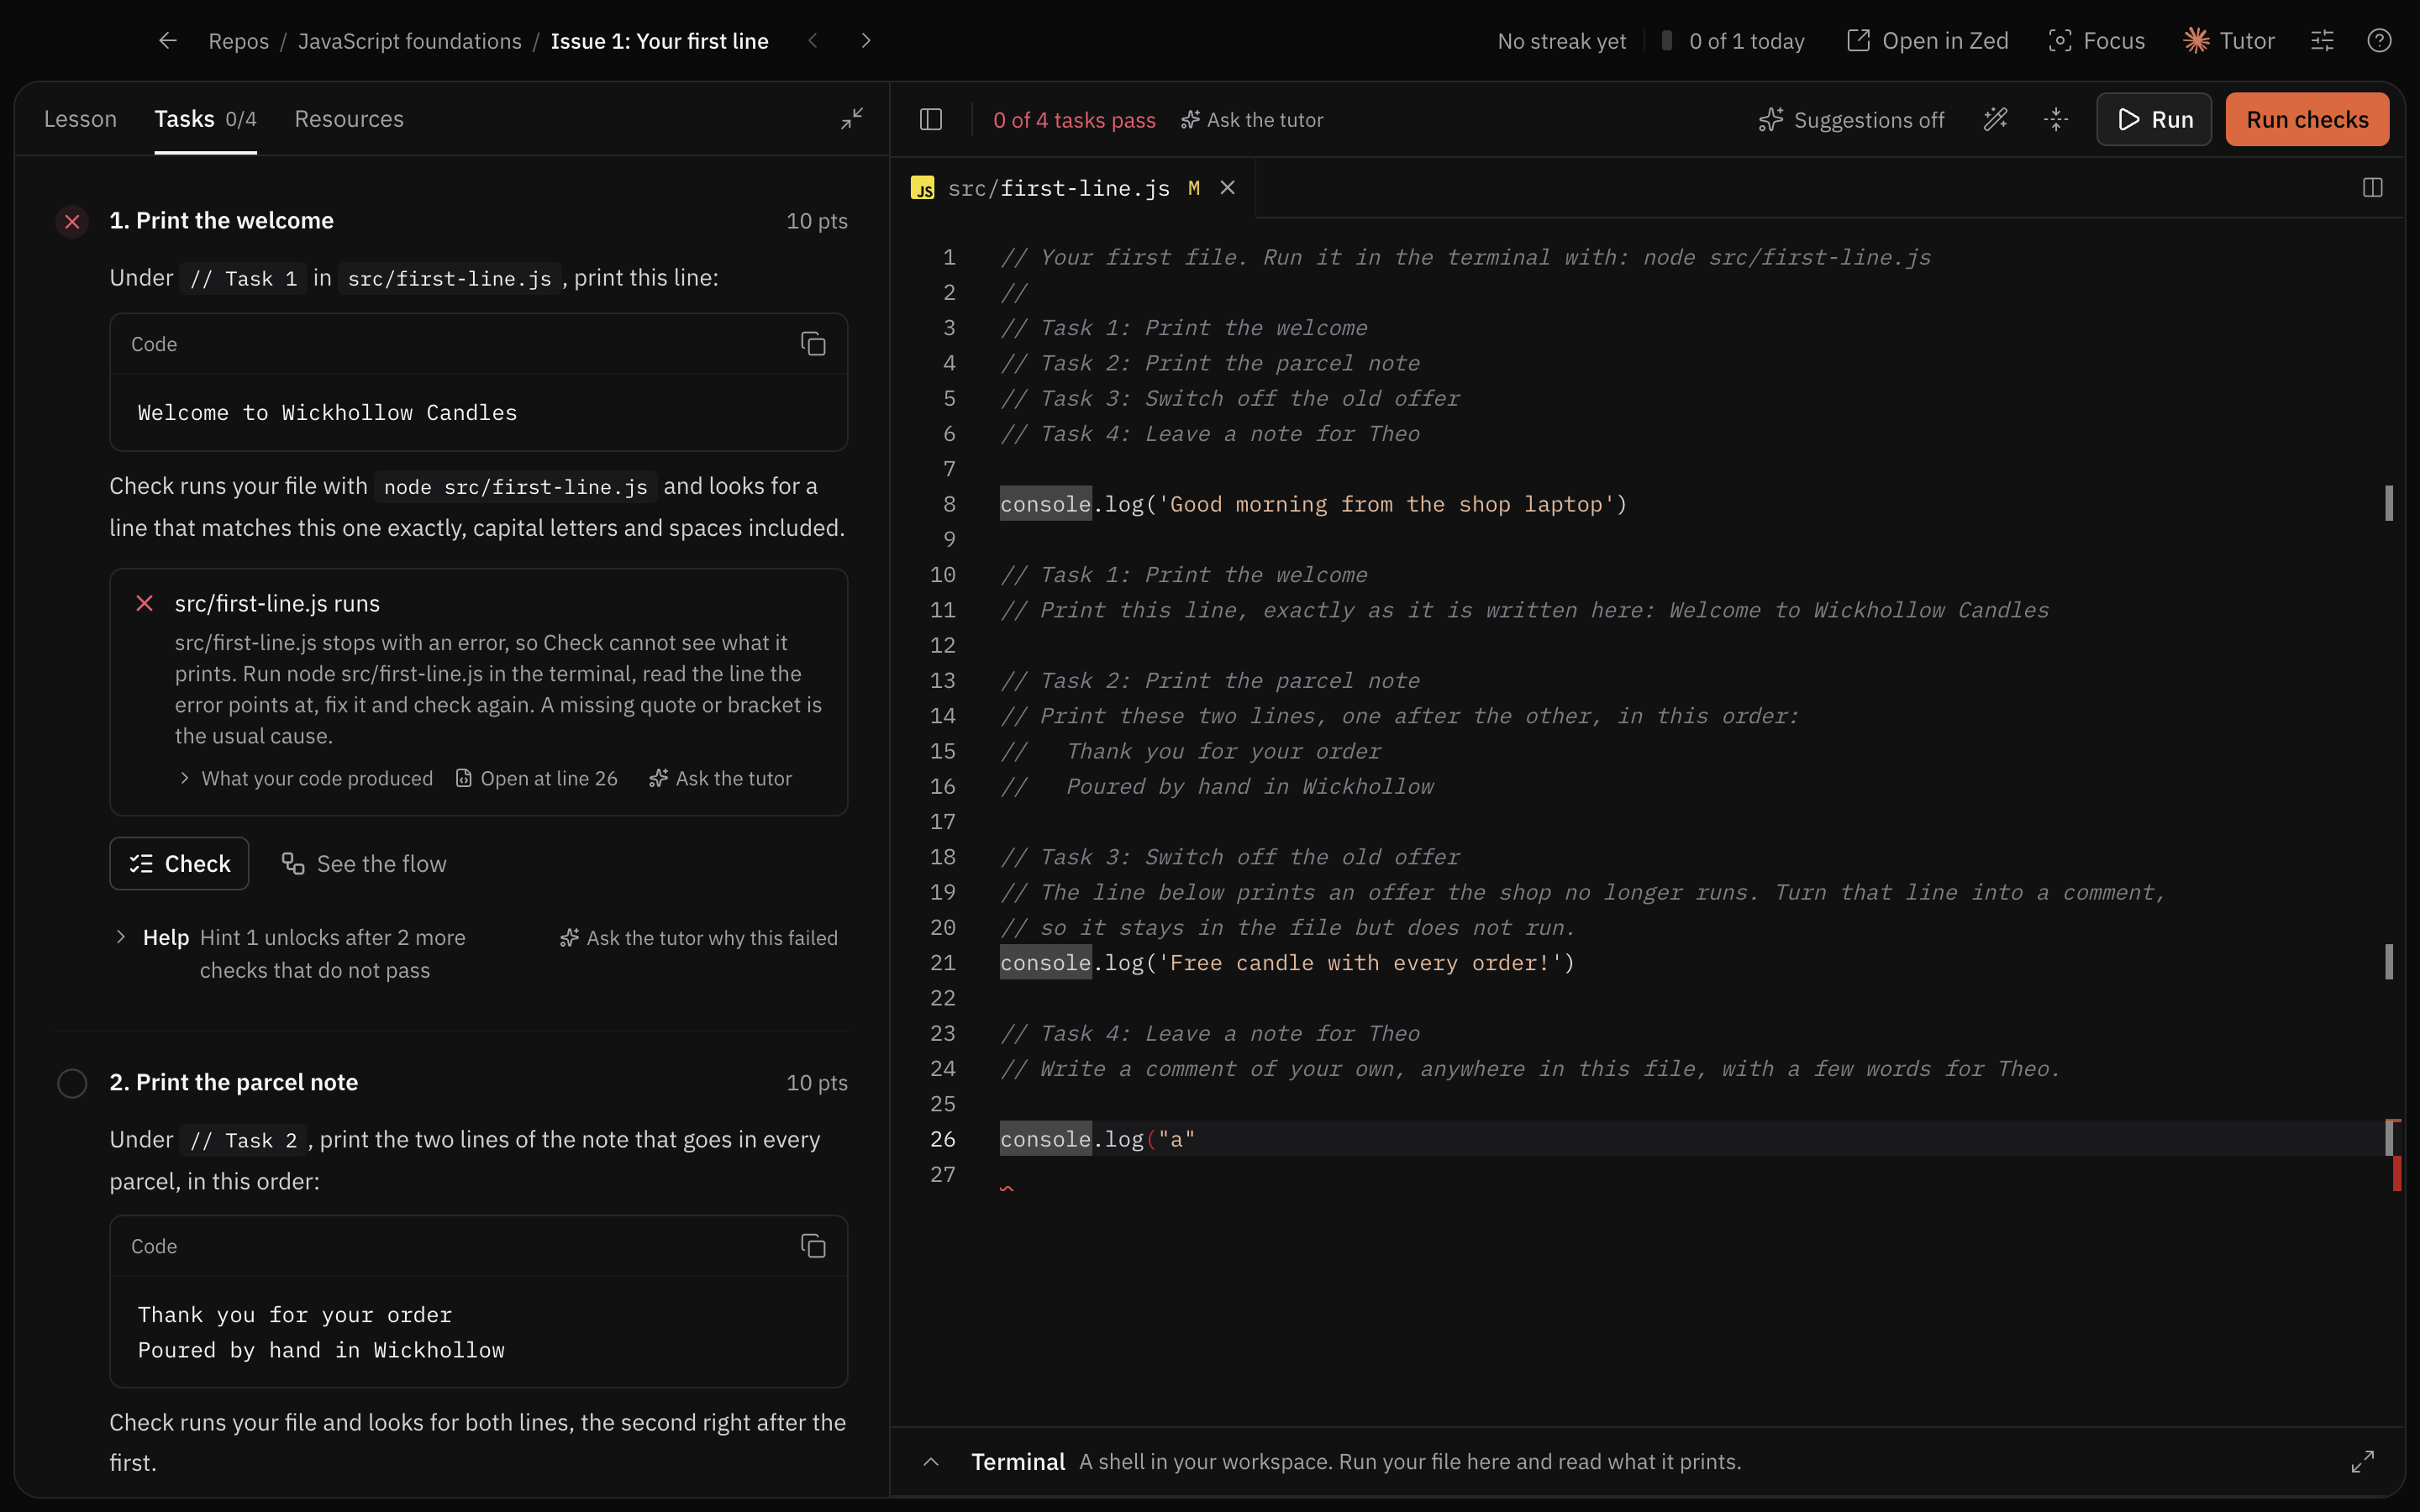 Repos / JavaScript foundations / Issue 1: Your first line
No streak yet
0 of 1 today
Open in Zed
Focus
Tutor
Lesson
Tasks 0/4
Resources
1. Print the welcome
10 pts
Under // Task 1 in src/first-line.js, print this line:
Code
Welcome to Wickhollow Candles
Check runs your file with node src/first-line.js and looks for a
line that matches this one exactly, capital letters and spaces included.
src/first-line.js runs
src/first-line.js stops with an error, so Check cannot see what it
prints. Run node src/first-line.js in the terminal, read the line the
error points at, fix it and check again. A missing quote or bracket is
the usual cause.
What your code produced
Open at line 26
Ask the tutor
Check
See the flow
Help Hint 1 unlocks after 2 more
checks that do not pass
Ask the tutor why this failed
2. Print the parcel note
10 pts
Under // Task 2, print the two lines of the note that goes in every
parcel, in this order:
Code
Thank you for your order
Poured by hand in Wickhollow
Check runs your file and looks for both lines, the second right after the
first.
0 of 4 tasks pass
Ask the tutor
Suggestions off
Run
Run checks
JS src/first-line.js M
1 // Your first file. Run it in the terminal with: node src/first-line.js
2 //
3 // Task 1: Print the welcome
4 // Task 2: Print the parcel note
5 // Task 3: Switch off the old offer
6 // Task 4: Leave a note for Theo
7
8 console.log('Good morning from the shop laptop')
9
10 // Task 1: Print the welcome
11 // Print this line, exactly as it is written here: Welcome to Wickhollow Candles
12
13 // Task 2: Print the parcel note
14 // Print these two lines, one after the other, in this order:
15 //   Thank you for your order
16 //   Poured by hand in Wickhollow
17
18 // Task 3: Switch off the old offer
19 // The line below prints an offer the shop no longer runs. Turn that line into a comment,
20 // so it stays in the file but does not run.
21 console.log('Free candle with every order!')
22
23 // Task 4: Leave a note for Theo
24 // Write a comment of your own, anywhere in this file, with a few words for Theo.
25
26 console.log("a"
27
Terminal A shell in your workspace. Run your file here and read what it prints.